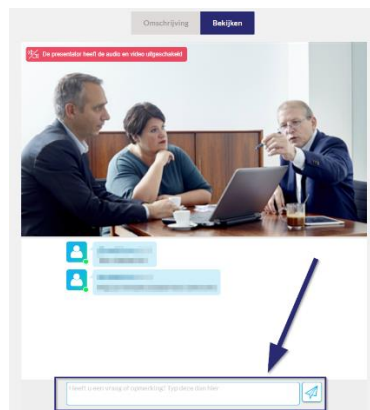 Omschrijving Bekijken
De presentator heeft de audio en video uitgeschakeld
Heeft u een vraag of opmerking? Typ deze dan hier